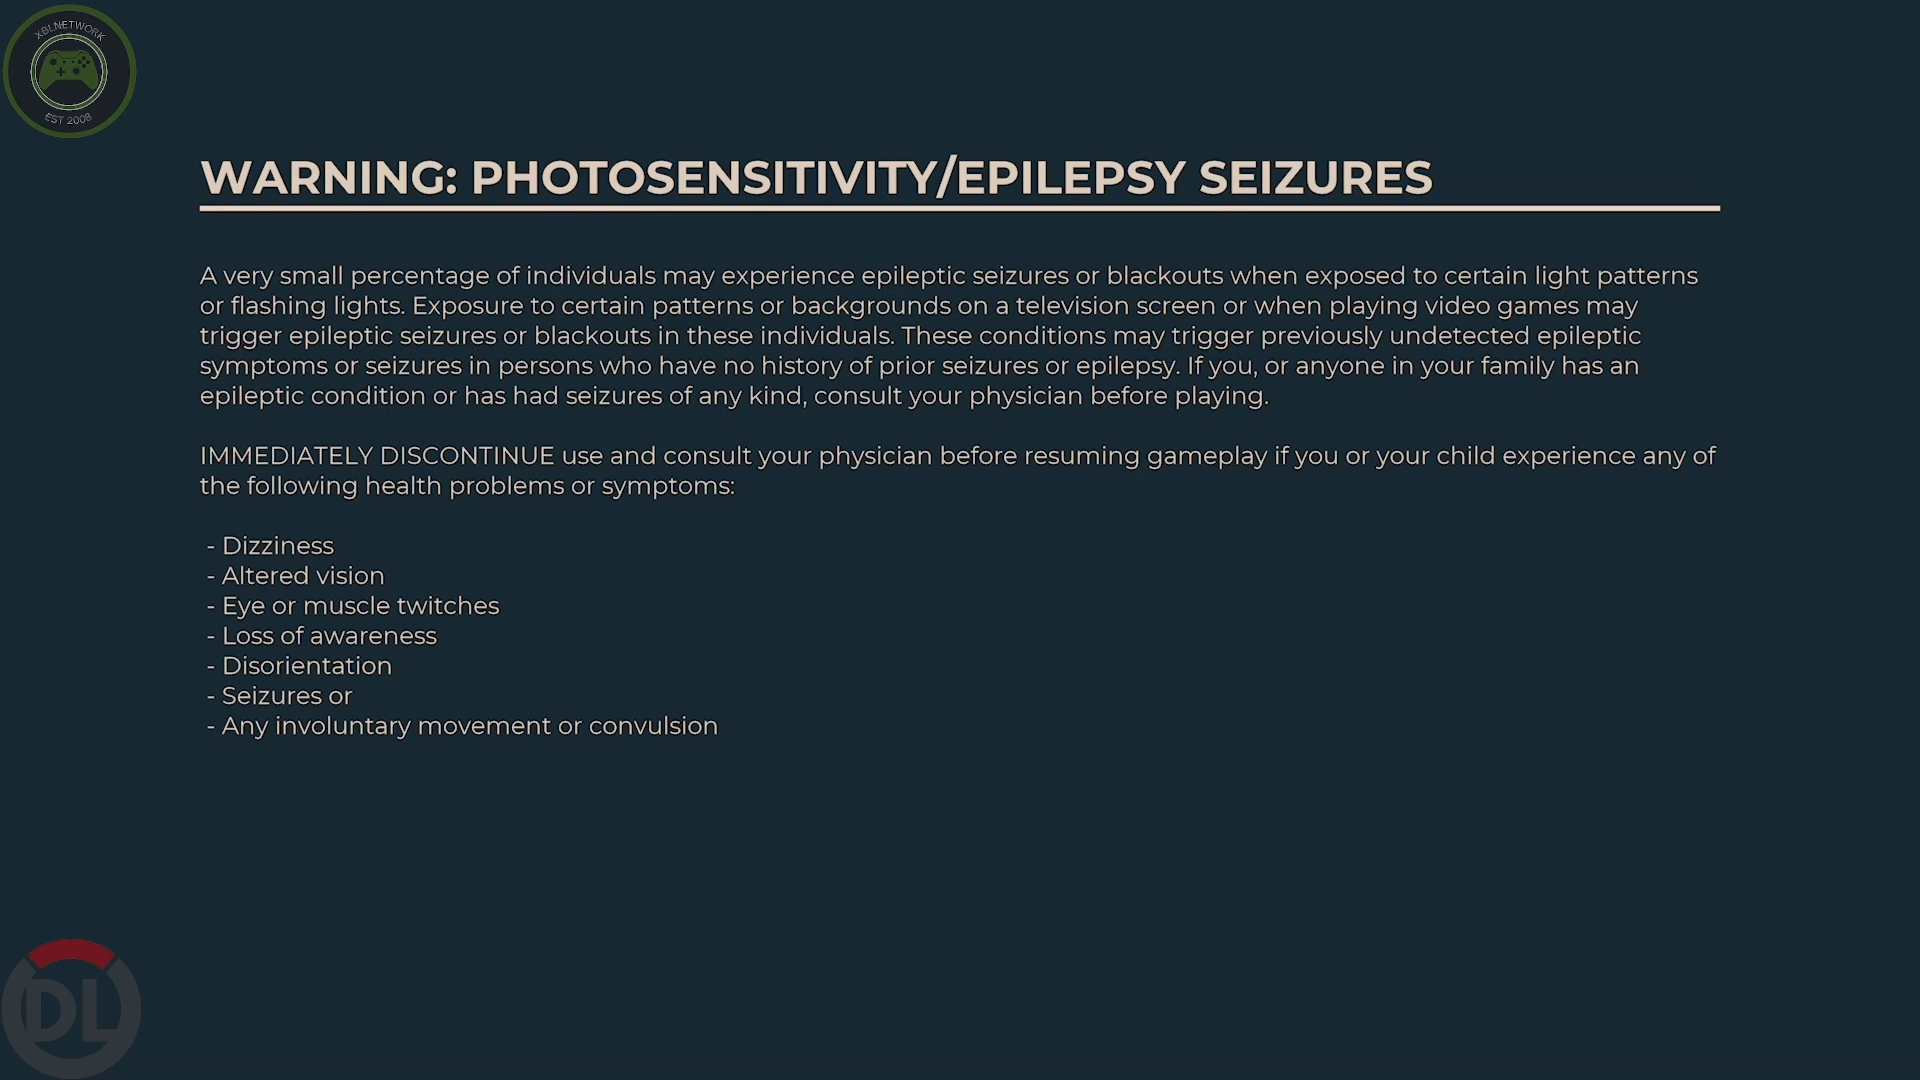 XBLNETWORK
EST 2008
WARNING: PHOTOSENSITIVITY/EPILEPSY SEIZURES
A very small percentage of individuals may experience epileptic seizures or blackouts when exposed to certain light patterns
or flashing lights. Exposure to certain patterns or backgrounds on a television screen or when playing video games may
trigger epileptic seizures or blackouts in these individuals. These conditions may trigger previously undetected epileptic
symptoms or seizures in persons who have no history of prior seizures or epilepsy. If you, or anyone in your family has an
epileptic condition or has had seizures of any kind, consult your physician before playing.
IMMEDIATELY DISCONTINUE use and consult your physician before resuming gameplay if you or your child experience any of
the following health problems or symptoms:
- Dizziness
- Altered vision
- Eye or muscle twitches
- Loss of awareness
- Disorientation
- Seizures or
- Any involuntary movement or convulsion
DL